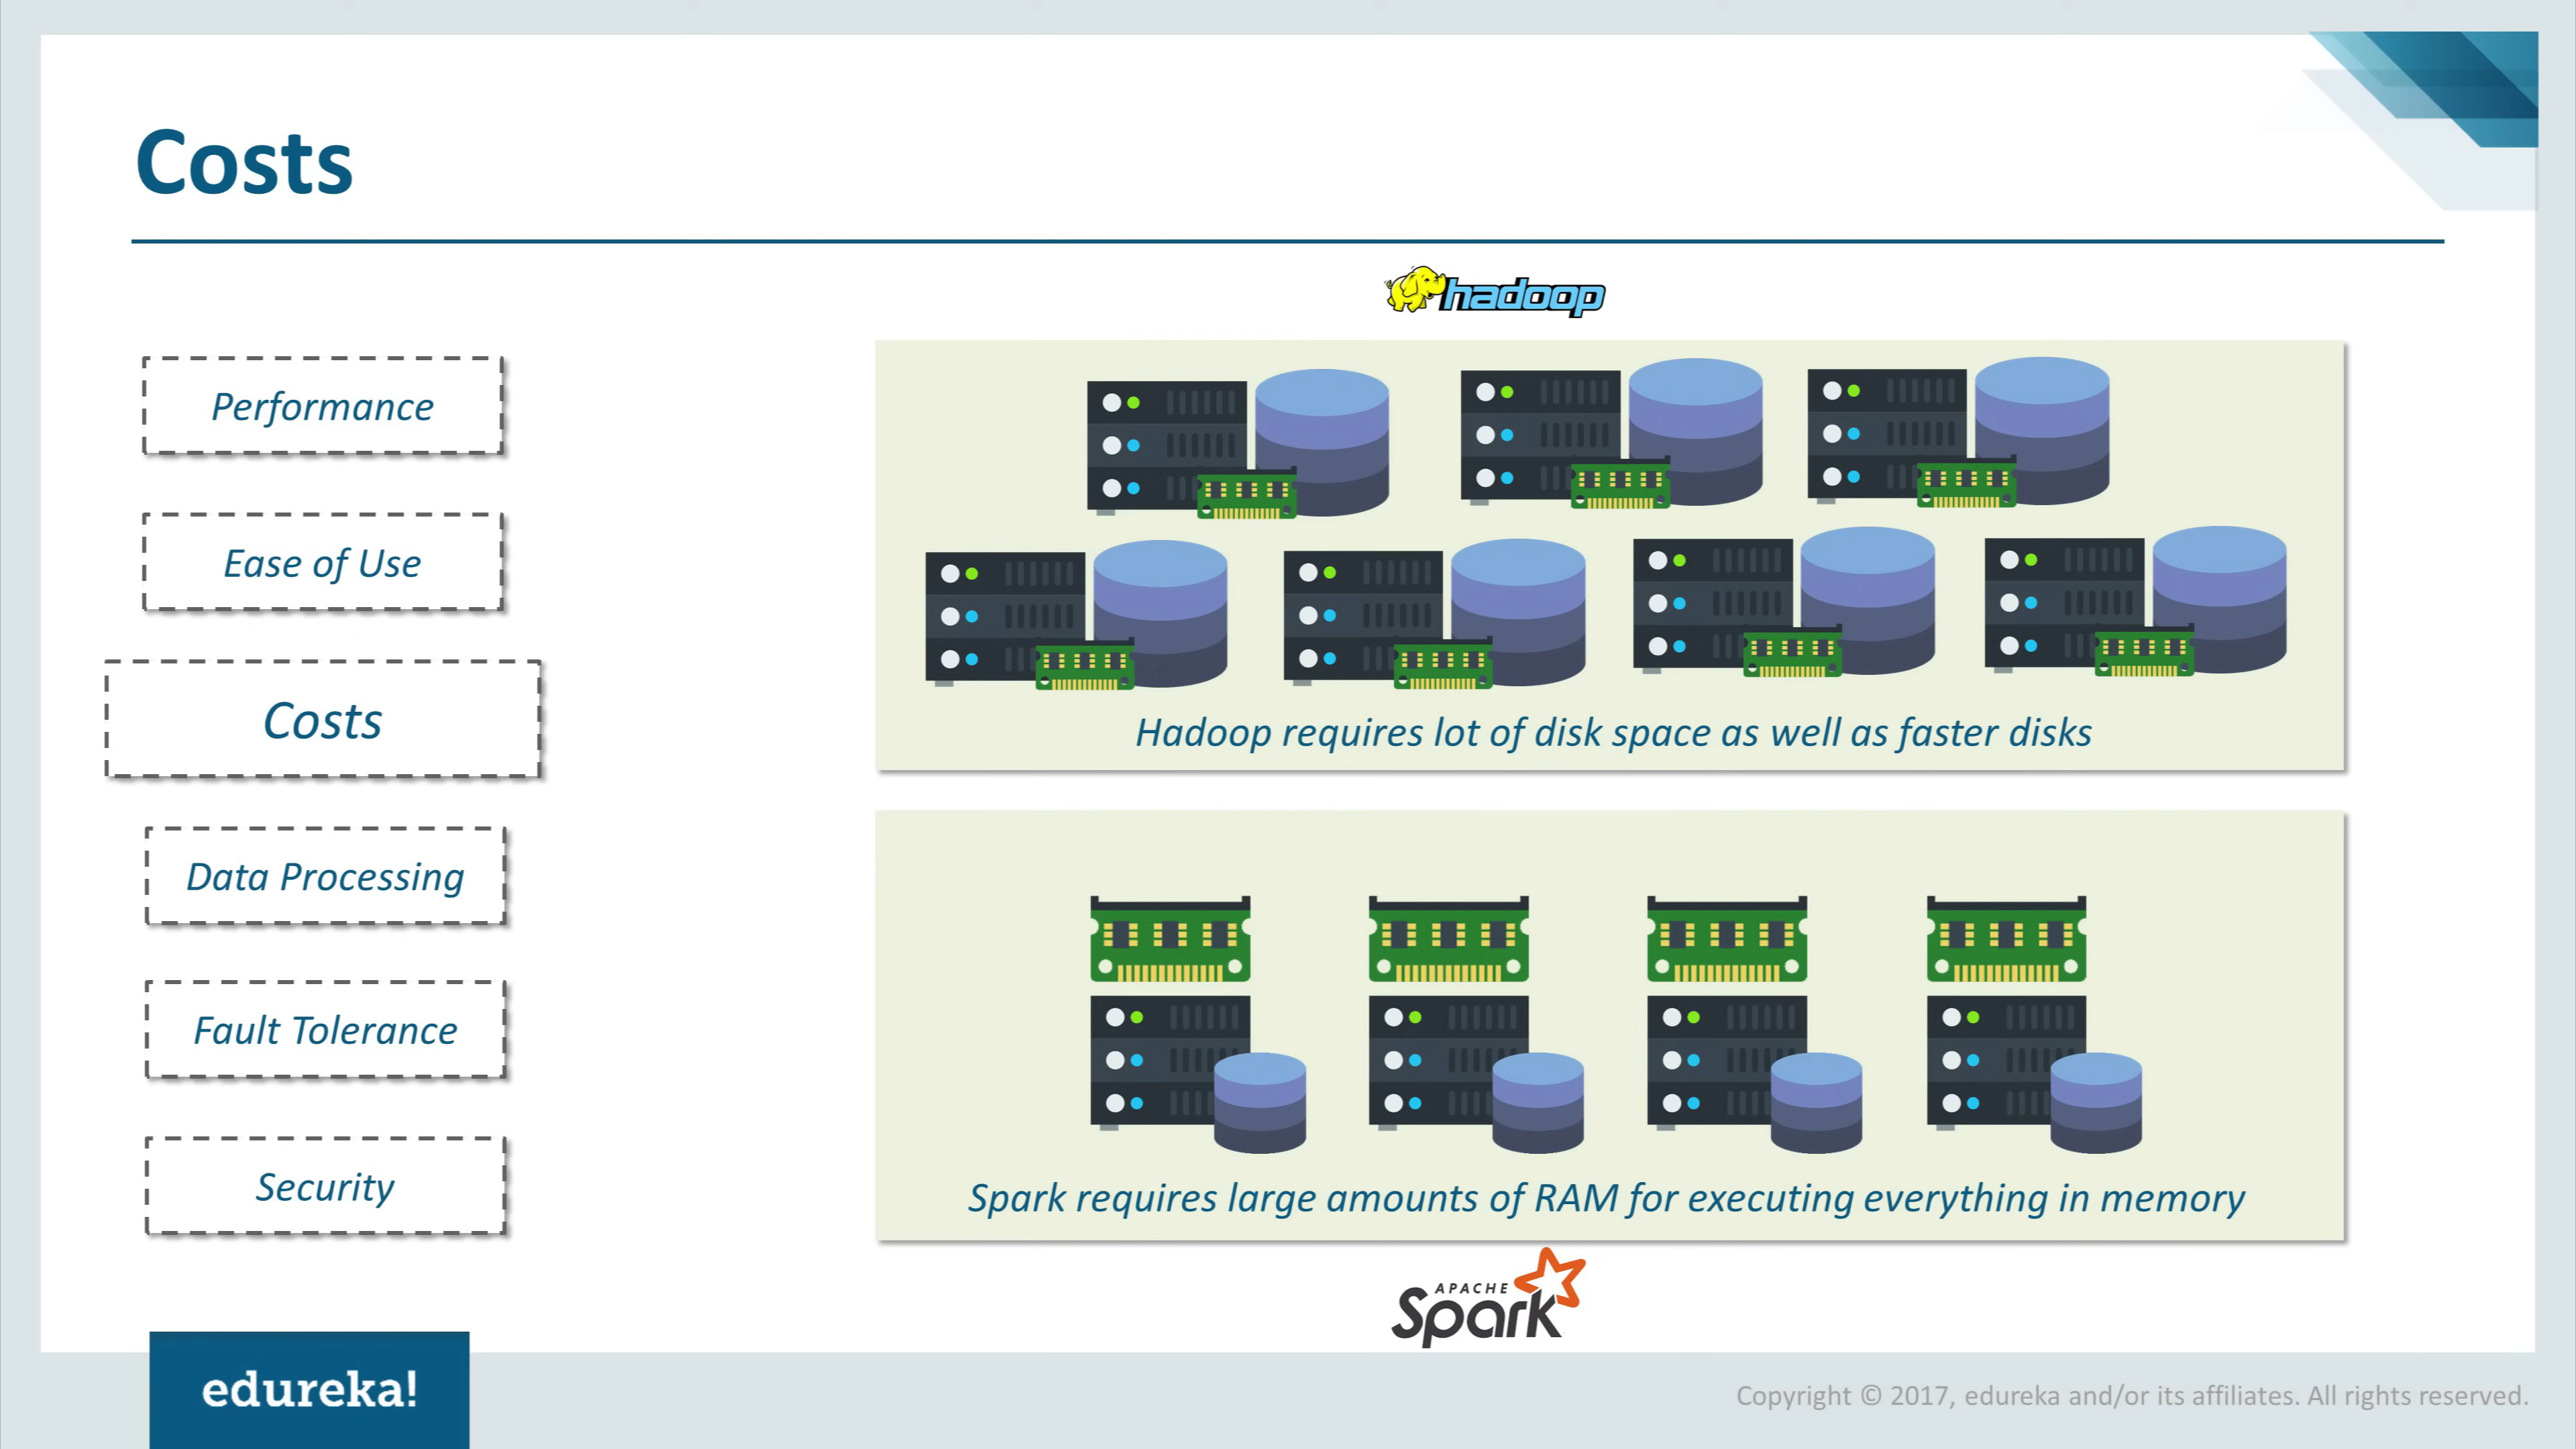 Costs
Performance
Ease of Use
Costs
Data Processing
Fault Tolerance
Security
hadoop
Hadoop requires lot of disk space as well as faster disks
Spark requires large amounts of RAM for executing everything in memory
APACHE
Spark
edureka!
Copyright © 2017, edureka and/or its affiliates. All rights reserved.